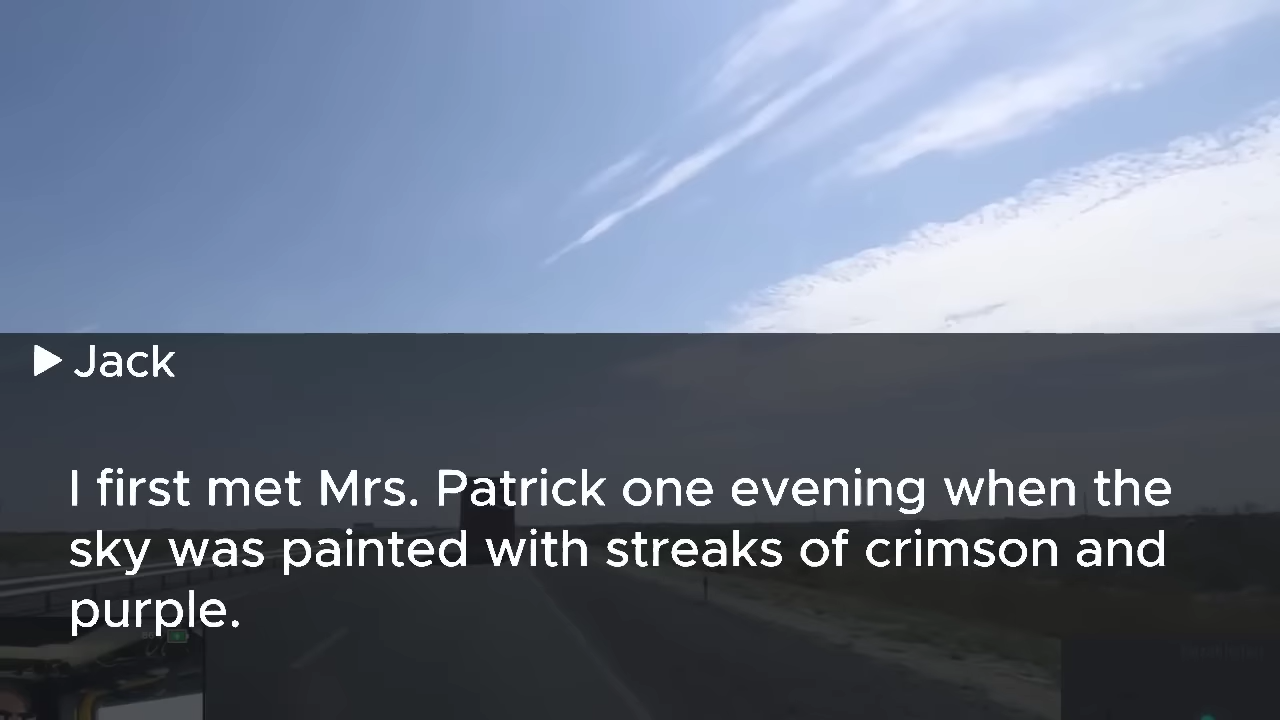 Jack
I first met Mrs. Patrick one evening when the
sky was painted with streaks of crimson and
purple.